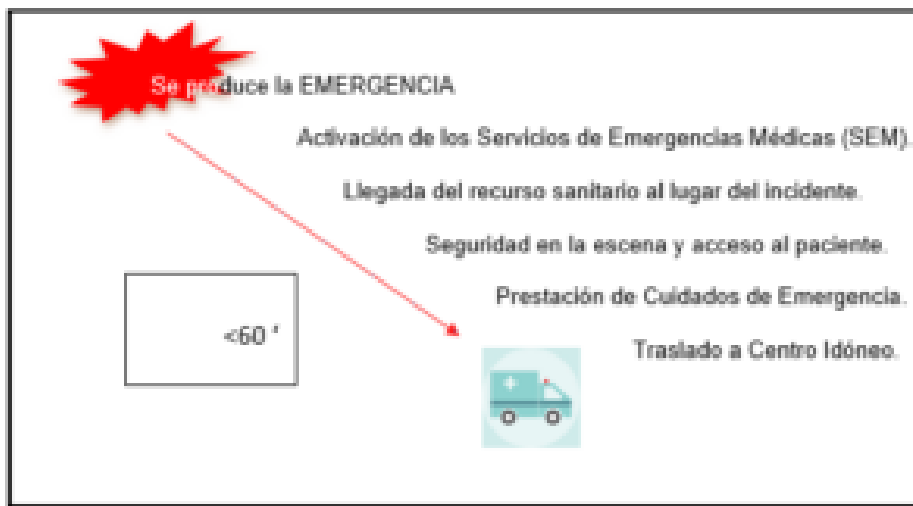 Se produce la EMERGENCIA
Activación de los Servicios de Emergencias Médicas (SEM).
Llegada del recurso sanitario al lugar del incidente.
Seguridad en la escena y acceso al paciente.
Prestación de Cuidados de Emergencia.
<60 ‘
Traslado a Centro Idóneo.